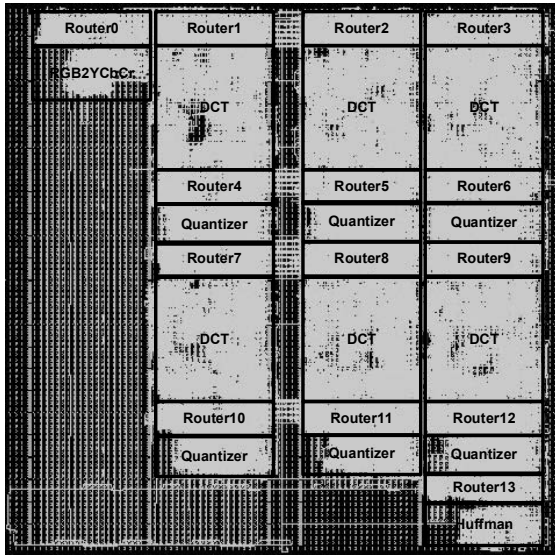 Router0 Router1 Router2 Router3
RGB2YCbCr
DCT DCT DCT
Router4 Router5 Router6
Quantizer Quantizer Quantizer
Router7 Router8 Router9
DCT DCT DCT
Router10 Router11 Router12
Quantizer Quantizer Quantizer
Router13
Huffman